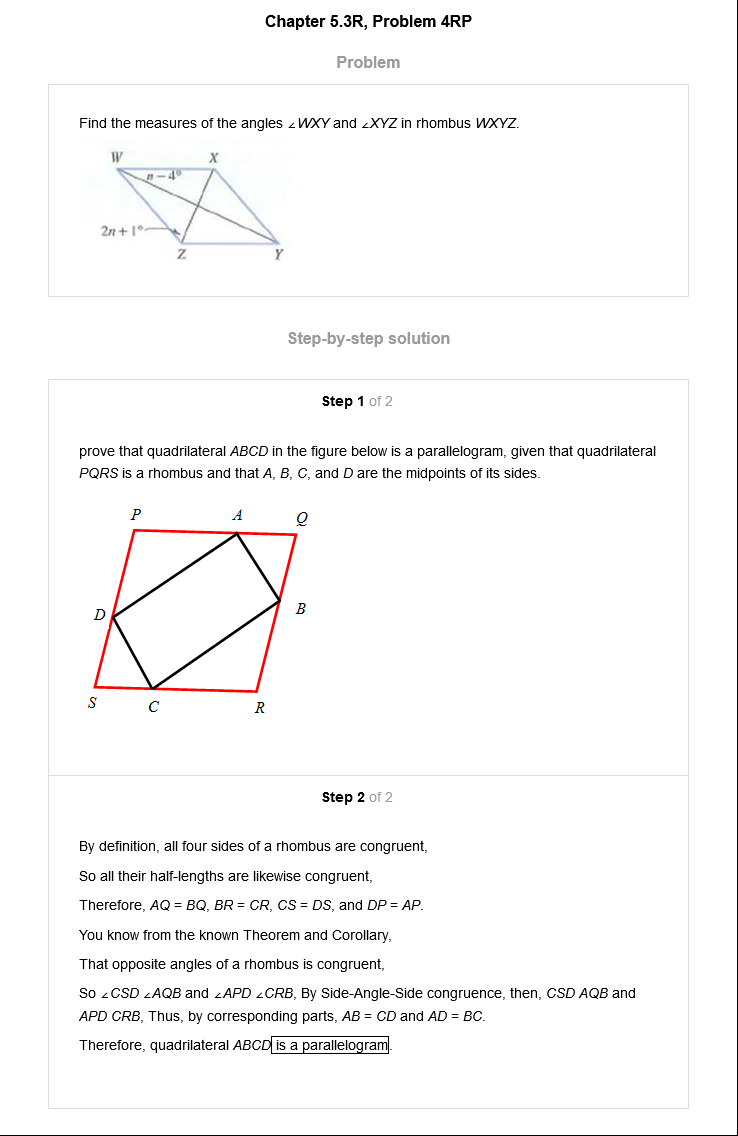 Chapter 5.3R, Problem 4RP
Problem
Find the measures of the angles ∠WXY and ∠XYZ in rhombus WXYZ.
W
X
n – 4°
2n + 1°
Z
Y
Step-by-step solution
Step 1 of 2
prove that quadrilateral ABCD in the figure below is a parallelogram, given that quadrilateral
PQRS is a rhombus and that A, B, C, and D are the midpoints of its sides.
P
A
Q
D
B
S
C
R
Step 2 of 2
By definition, all four sides of a rhombus are congruent,
So all their half-lengths are likewise congruent,
Therefore, AQ = BQ, BR = CR, CS = DS, and DP = AP.
You know from the known Theorem and Corollary,
That opposite angles of a rhombus is congruent,
So ∠CSD ∠AQB and ∠APD ∠CRB, By Side-Angle-Side congruence, then, CSD AQB and
APD CRB, Thus, by corresponding parts, AB = CD and AD = BC.
Therefore, quadrilateral ABCD is a parallelogram.